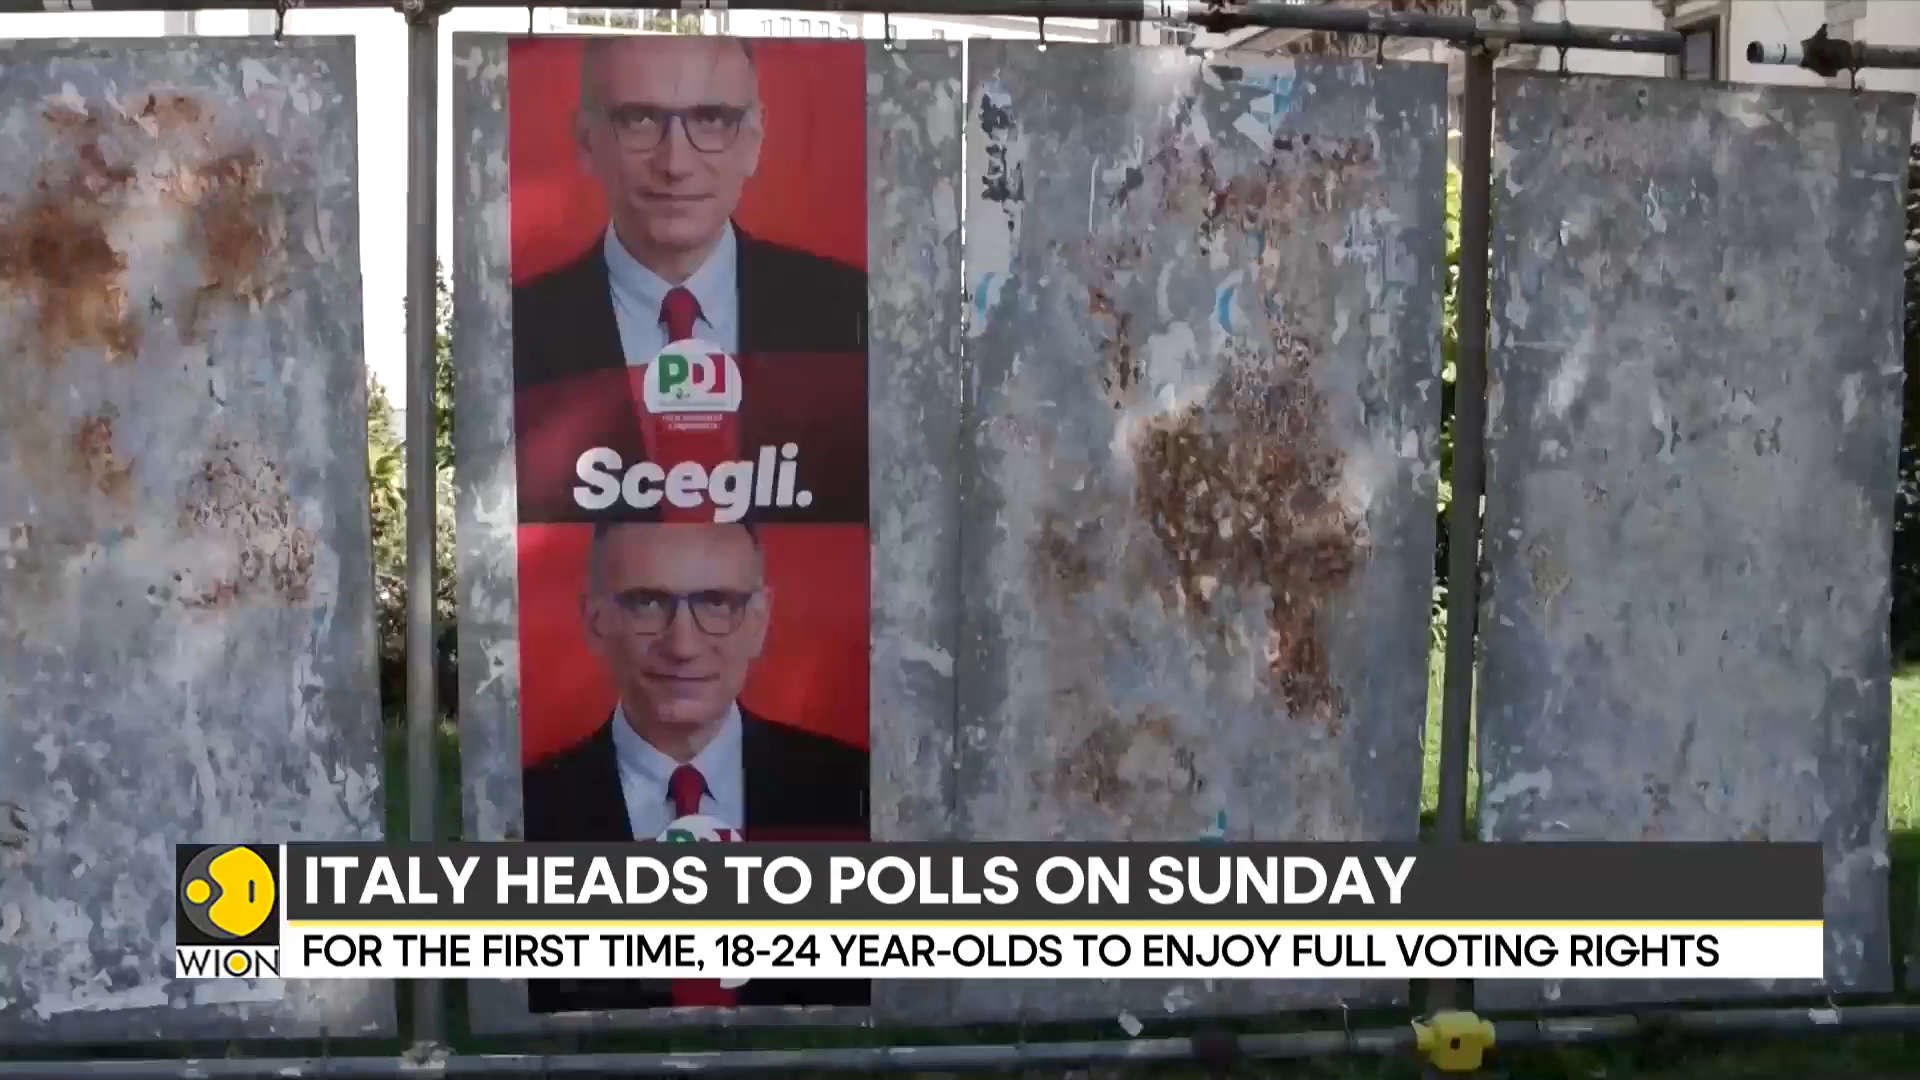 PD
Scegli.
PD
ITALY HEADS TO POLLS ON SUNDAY
FOR THE FIRST TIME, 18-24 YEAR-OLDS TO ENJOY FULL VOTING RIGHTS
WION